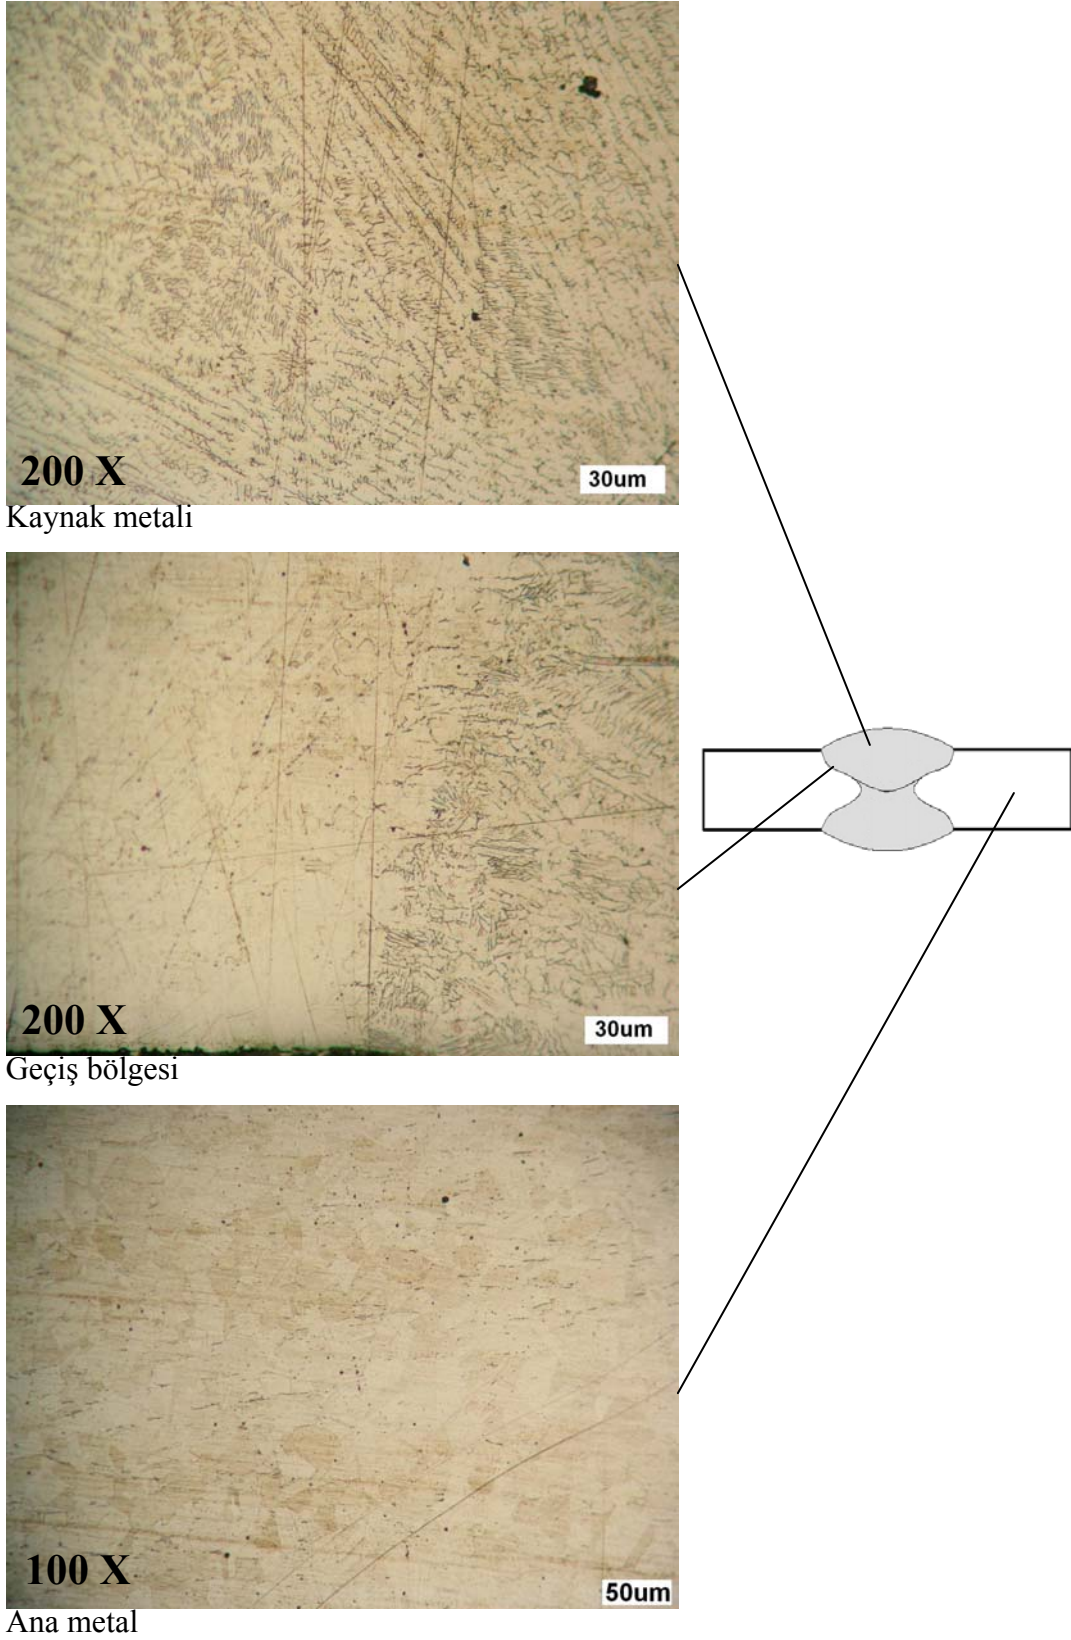 200 X
30um
Kaynak metali
200 X
30um
Geçiş bölgesi
100 X
50um
Ana metal